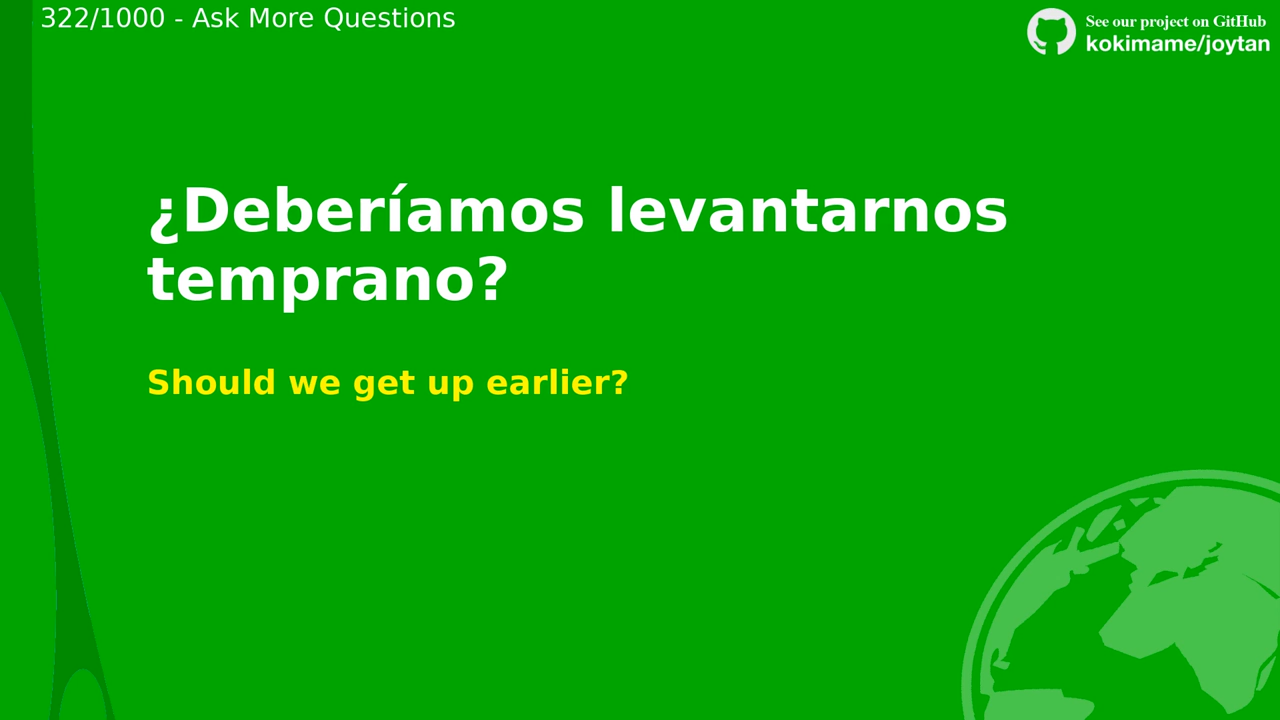 322/1000 - Ask More Questions
See our project on GitHub
kokimame/joytan
¿Deberíamos levantarnos
temprano?
Should we get up earlier?